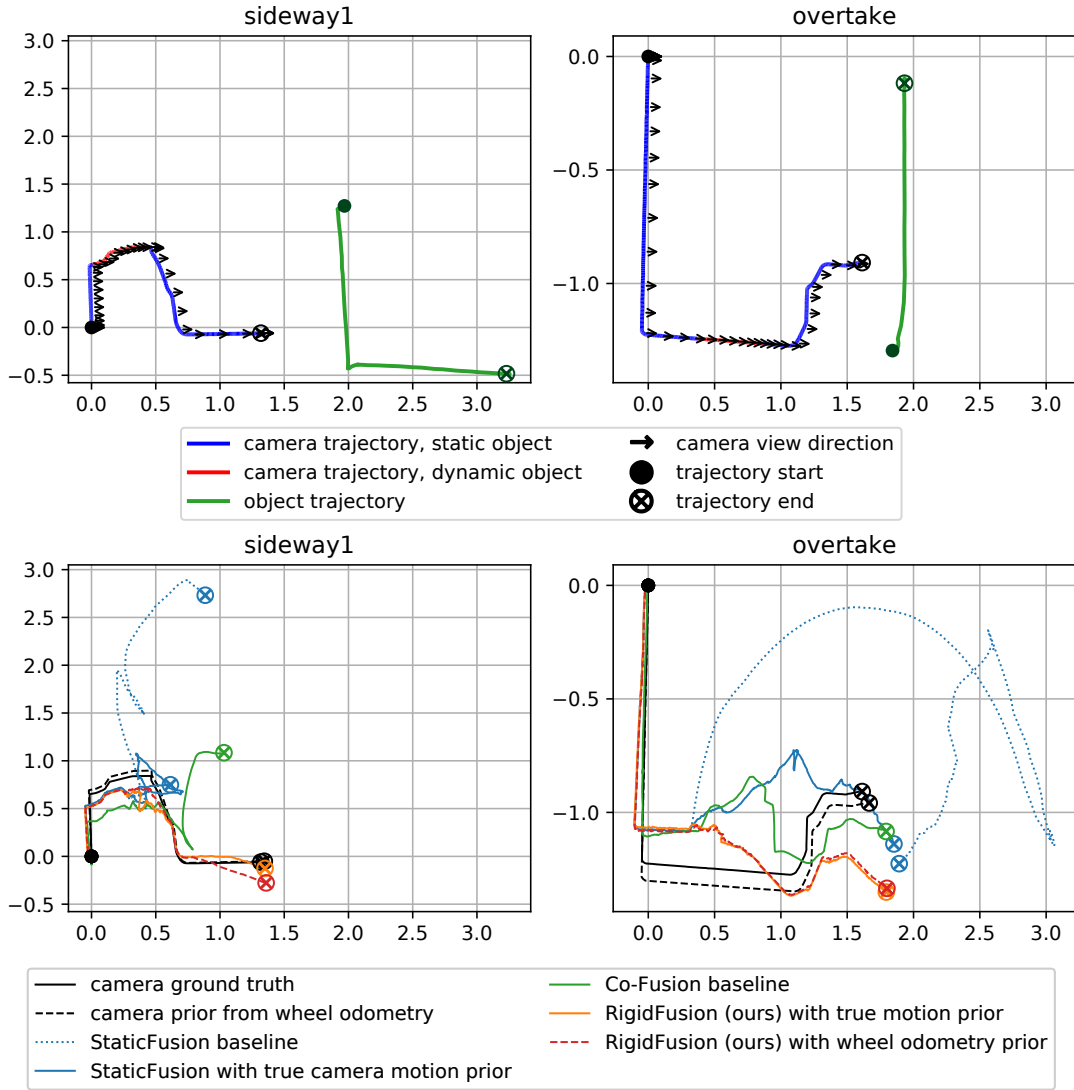 sideway1
overtake
3.0
2.5
2.0
1.5
1.0
0.5
0.0
−0.5
0.0 0.5 1.0 1.5 2.0 2.5 3.0
0.0
−0.5
−1.0
0.0 0.5 1.0 1.5 2.0 2.5 3.0
camera trajectory, static object
camera trajectory, dynamic object
object trajectory
camera view direction
trajectory start
trajectory end
sideway1
overtake
3.0
2.5
2.0
1.5
1.0
0.5
0.0
−0.5
0.0 0.5 1.0 1.5 2.0 2.5 3.0
0.0
−0.5
−1.0
0.0 0.5 1.0 1.5 2.0 2.5 3.0
camera ground truth
camera prior from wheel odometry
StaticFusion baseline
StaticFusion with true camera motion prior
Co-Fusion baseline
RigidFusion (ours) with true motion prior
RigidFusion (ours) with wheel odometry prior